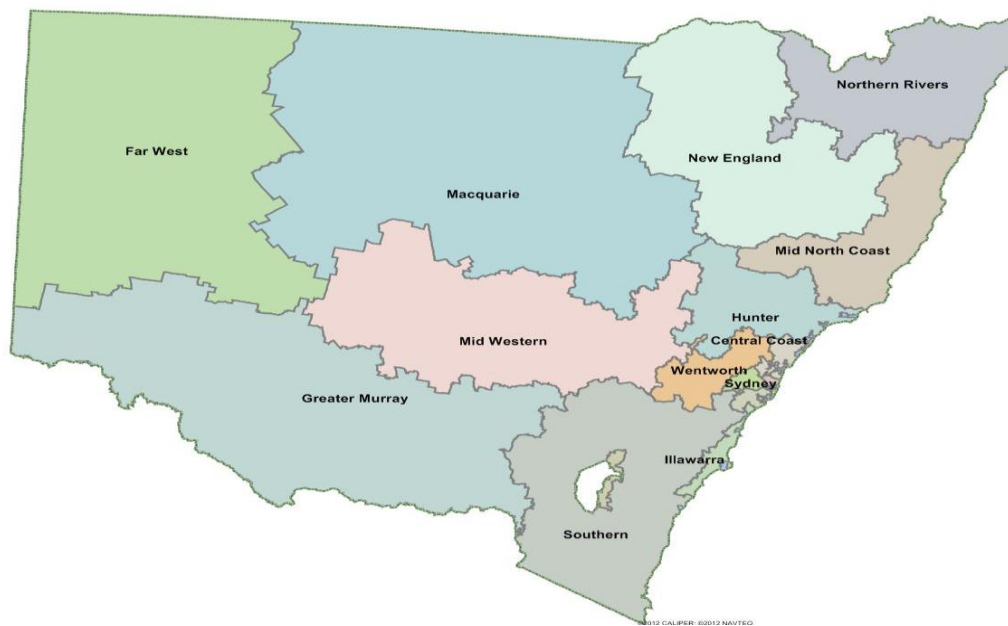 Northern Rivers
Far West
New England
Macquarie
Mid North Coast
Hunter
Central Coast
Mid Western
Wentworth
Sydney
Greater Murray
Illawarra
Southern
©2012 CALIPER; ©2012 NAVTEQ